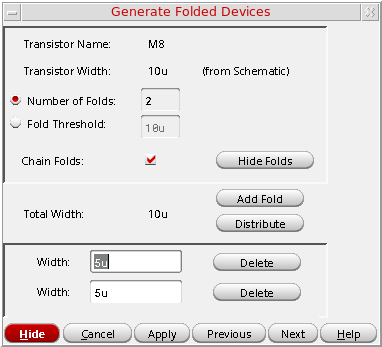 Generate Folded Devices
Transistor Name: M8
Transistor Width: 10u (from Schematic)
Number of Folds: 2
Fold Threshold: 10u
Chain Folds: Hide Folds
Add Fold
Total Width: 10u
Distribute
Width: 5u Delete
Width: 5u Delete
Hide Cancel Apply Previous Next Help